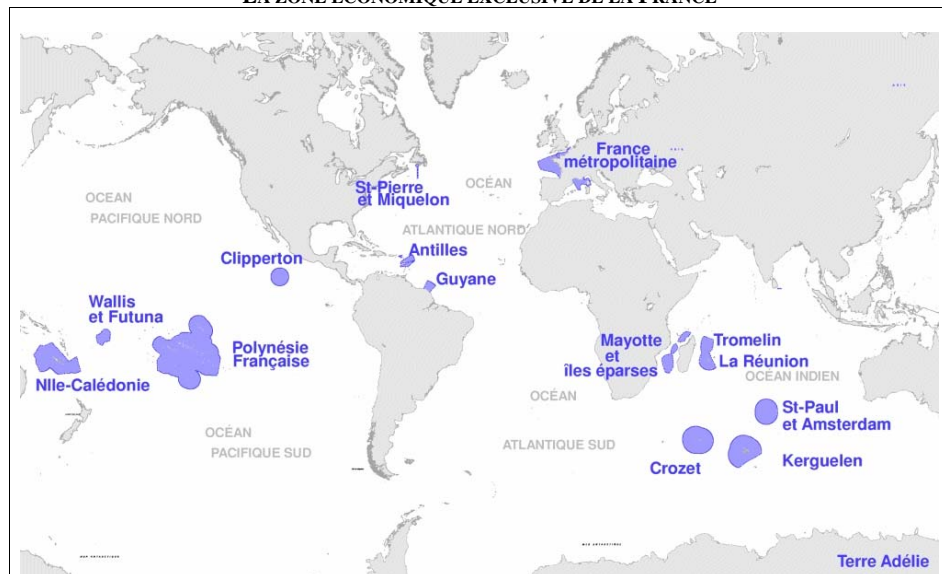 LA ZONE ÉCONOMIQUE EXCLUSIVE DE LA FRANCE
France
métropolitaine
St-Pierre
et Miquelon
OCÉAN
ATLANTIQUE NORD
OCÉAN
PACIFIQUE NORD
Antilles
Clipperton
Guyane
Wallis
et Futuna
Polynésie
Française
Nlle-Calédonie
Mayotte
et
îles éparses
Tromelin
La Réunion
OCÉAN INDIEN
OCÉAN
ATLANTIQUE SUD
St-Paul
et Amsterdam
OCÉAN
PACIFIQUE SUD
Crozet
Kerguelen
Terre Adélie